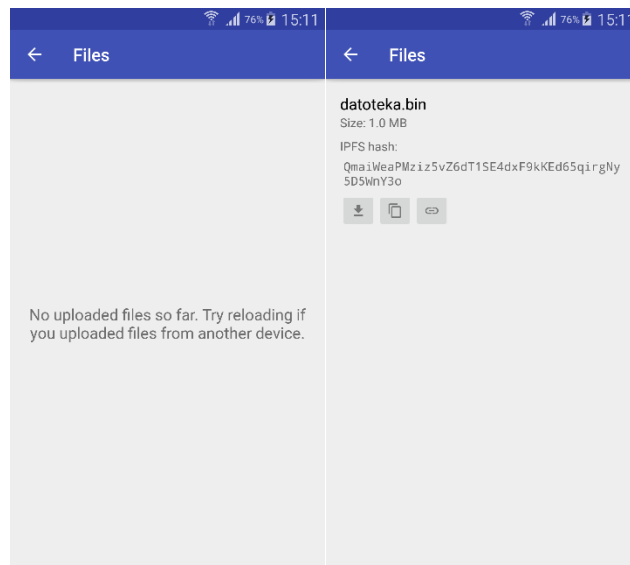 76% 15:11
Files
No uploaded files so far. Try reloading if
you uploaded files from another device.
76% 15:11
Files
datoteka.bin
Size: 1.0 MB
IPFS hash:
QmaiWeaPMziz5vZ6dT1SE4dxF9kKEd65qirgNy
5D5WnY3o